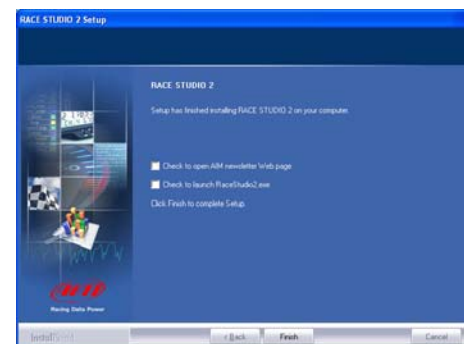 RACE STUDIO 2 Setup
RACE STUDIO 2
Setup has finished installing RACE STUDIO 2 on your computer.
Check to open AIM newsletter Web page
Check to launch RaceStudio2.exe
Click Finish to complete Setup.
AIM
Racing Data Power
InstallShield
< Back
Finish
Cancel